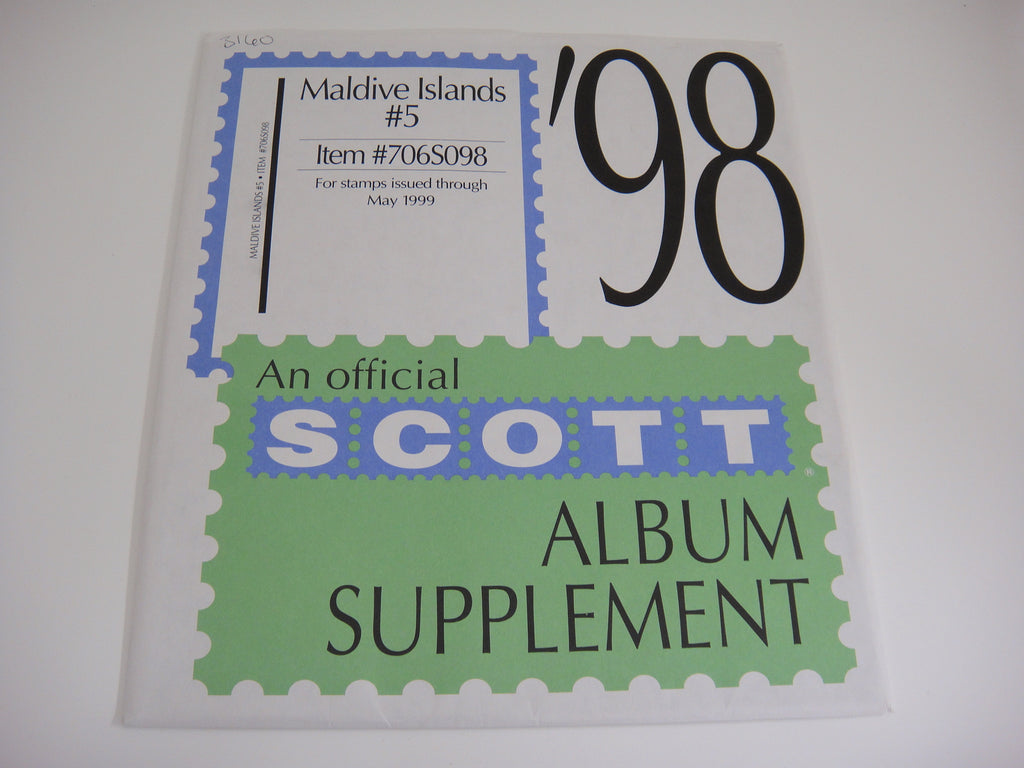 3160
Maldive Islands
#5
Item #706S098
For stamps issued through
May 1999
MALDIVE ISLANDS #5 • ITEM #706S098
'98
An official
SCOTT®
ALBUM
SUPPLEMENT